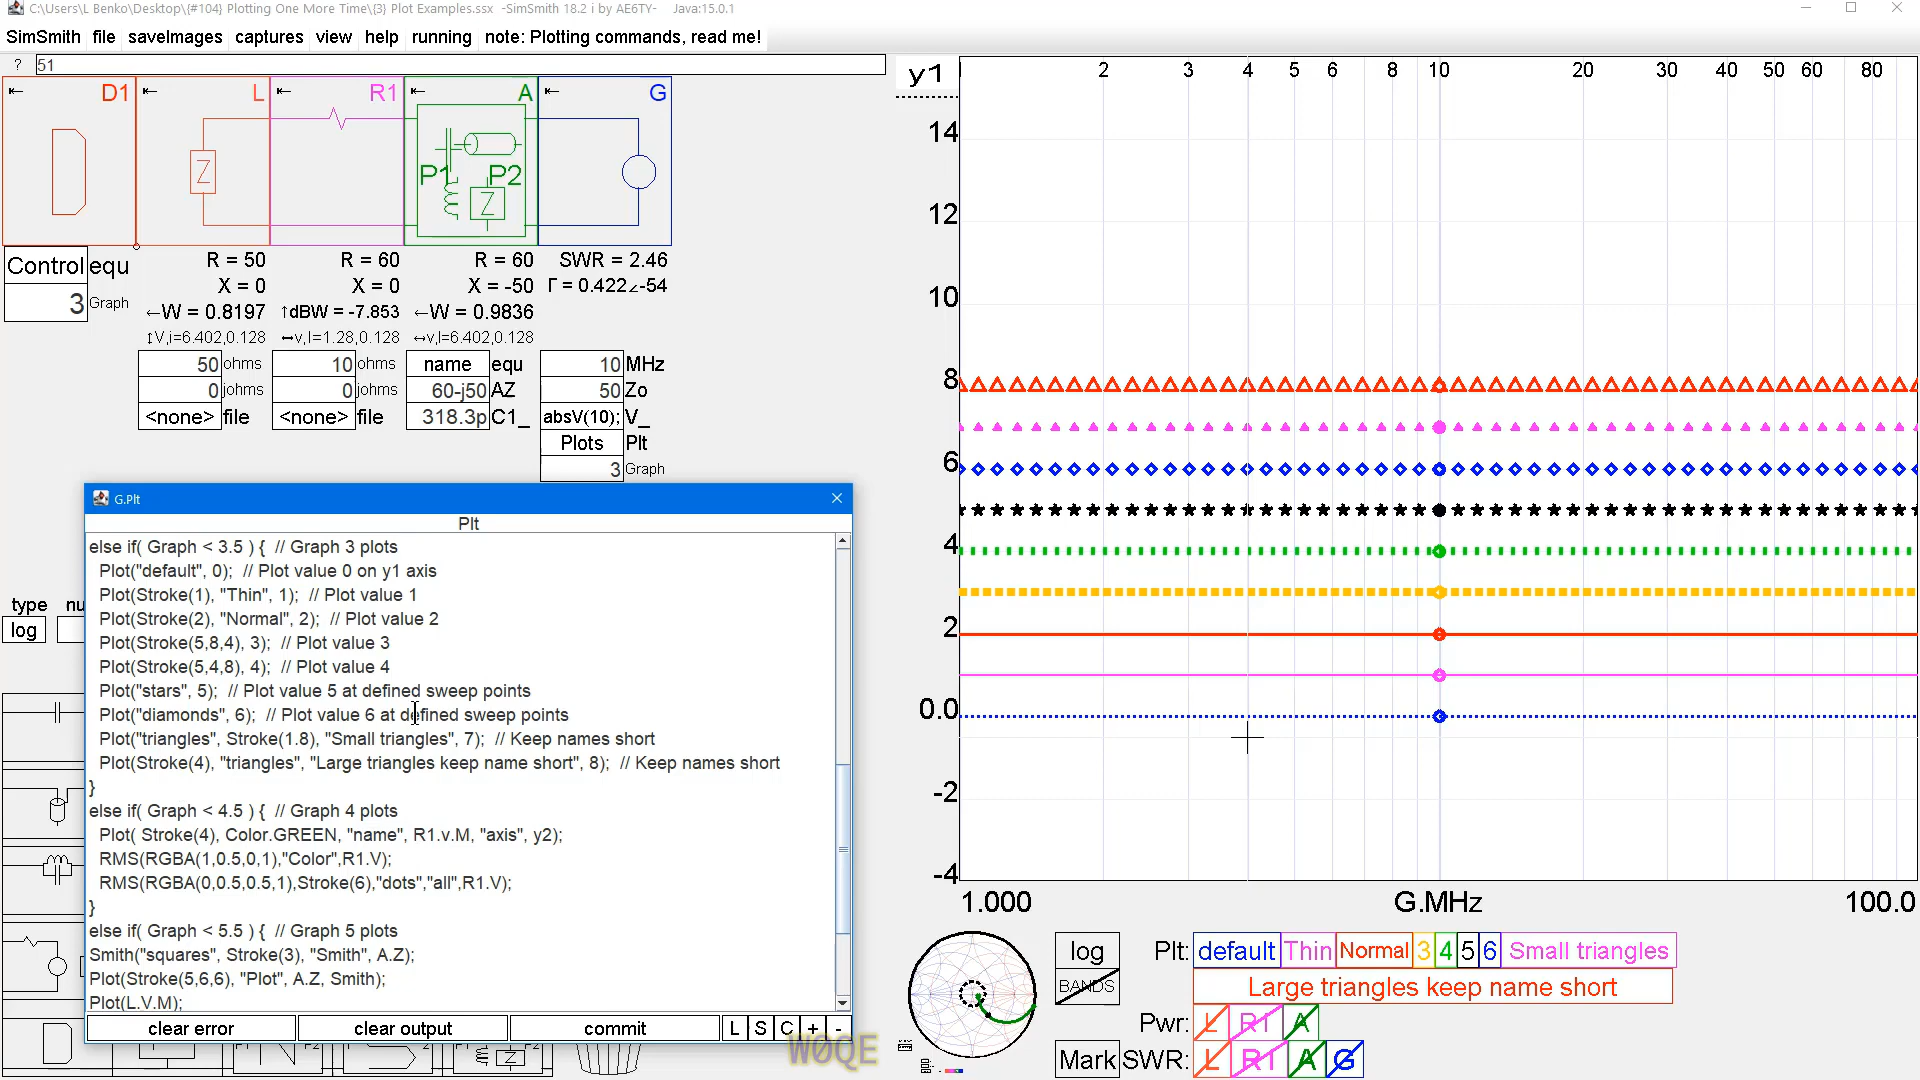 C:\Users\L Benko\Desktop\{#104} Plotting One More Time\{3} Plot Examples.ssx -SimSmith 18.2 i by AE6TY- Java:15.0.1
SimSmith file saveImages captures view help running note: Plotting commands, read me!
? 51
D1 L R1 A G
Z P1 P2 Z
Control equ
3 Graph
R = 50 R = 60 R = 60 SWR = 2.46
X = 0 X = 0 X = -50 Γ = 0.422∠-54
←W = 0.8197 ↑dBW = -7.853 ←W = 0.9836
↕V,i=6.402,0.128 ↔v,I=1.28,0.128 ↔v,I=6.402,0.128
50 ohms 10 ohms name equ 10 MHz
0 johms 0 johms 60-j50 AZ 50 Zo
<none> file <none> file 318.3p C1_ absV(10); V_
Plots Plt
3 Graph
type nu
log
G.Plt
Plt
else if( Graph < 3.5 ) { // Graph 3 plots
Plot("default", 0); // Plot value 0 on y1 axis
Plot(Stroke(1), "Thin", 1); // Plot value 1
Plot(Stroke(2), "Normal", 2); // Plot value 2
Plot(Stroke(5,8,4), 3); // Plot value 3
Plot(Stroke(5,4,8), 4); // Plot value 4
Plot("stars", 5); // Plot value 5 at defined sweep points
Plot("diamonds", 6); // Plot value 6 at defined sweep points
Plot("triangles", Stroke(1.8), "Small triangles", 7); // Keep names short
Plot(Stroke(4), "triangles", "Large triangles keep name short", 8); // Keep names short
}
else if( Graph < 4.5 ) { // Graph 4 plots
Plot( Stroke(4), Color.GREEN, "name", R1.v.M, "axis", y2);
RMS(RGBA(1,0.5,0,1),"Color",R1.V);
RMS(RGBA(0,0.5,0.5,1),Stroke(6),"dots","all",R1.V);
}
else if( Graph < 5.5 ) { // Graph 5 plots
Smith("squares", Stroke(3), "Smith", A.Z);
Plot(Stroke(5,6,6), "Plot", A.Z, Smith);
Plot(L.V.M);
clear error clear output commit L S C + -
WØQE
y1 2 3 4 5 6 8 10 20 30 40 50 60 80
14
12
10
8
6
4
2
0.0
-2
-4
1.000 G.MHz 100.0
log
BANDS
Plt: default Thin Normal 3 4 5 6 Small triangles
Large triangles keep name short
Pwr: L R1 A
Mark SWR: L R1 A G